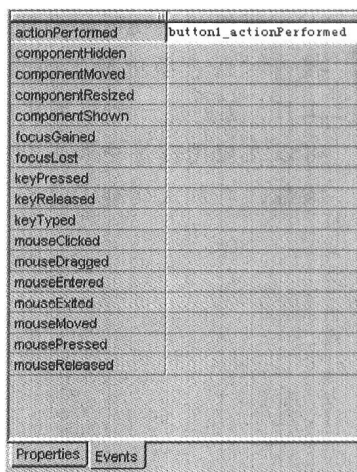 actionPerformed button1_actionPerformed
componentHidden
componentMoved
componentResized
componentShown
focusGained
focusLost
keyPressed
keyReleased
keyTyped
mouseClicked
mouseDragged
mouseEntered
mouseExited
mouseMoved
mousePressed
mouseReleased
Properties Events